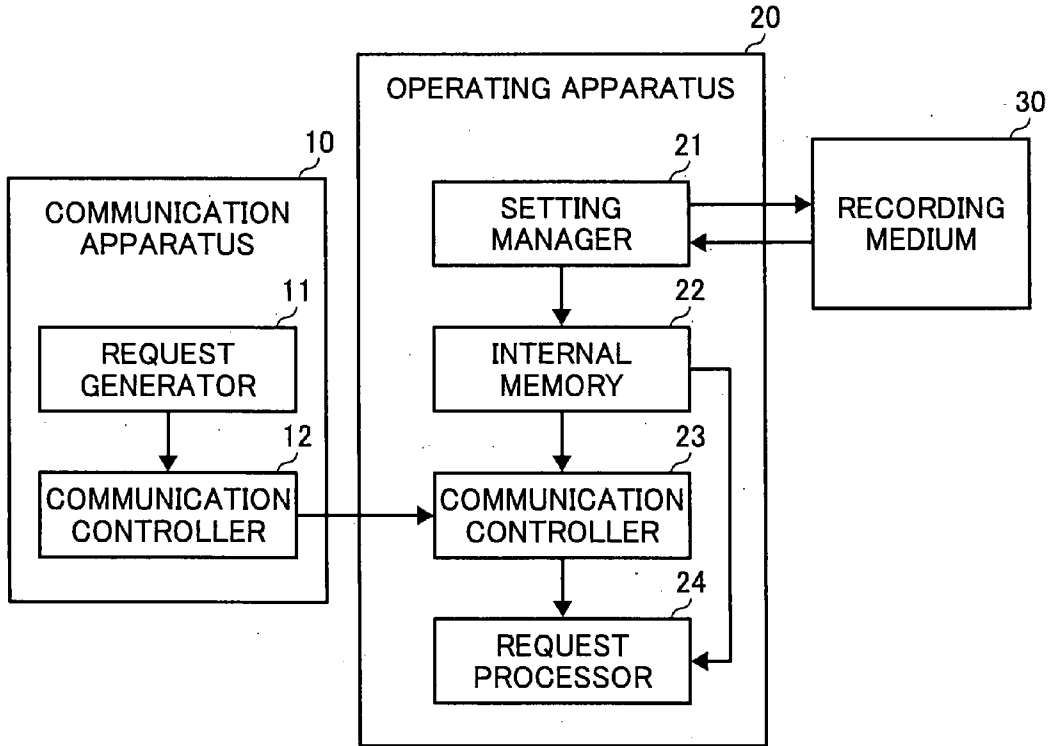 20
OPERATING APPARATUS
30
RECORDING
MEDIUM
10
COMMUNICATION
APPARATUS
21
SETTING
MANAGER
11
REQUEST
GENERATOR
22
INTERNAL
MEMORY
12
COMMUNICATION
CONTROLLER
23
COMMUNICATION
CONTROLLER
24
REQUEST
PROCESSOR